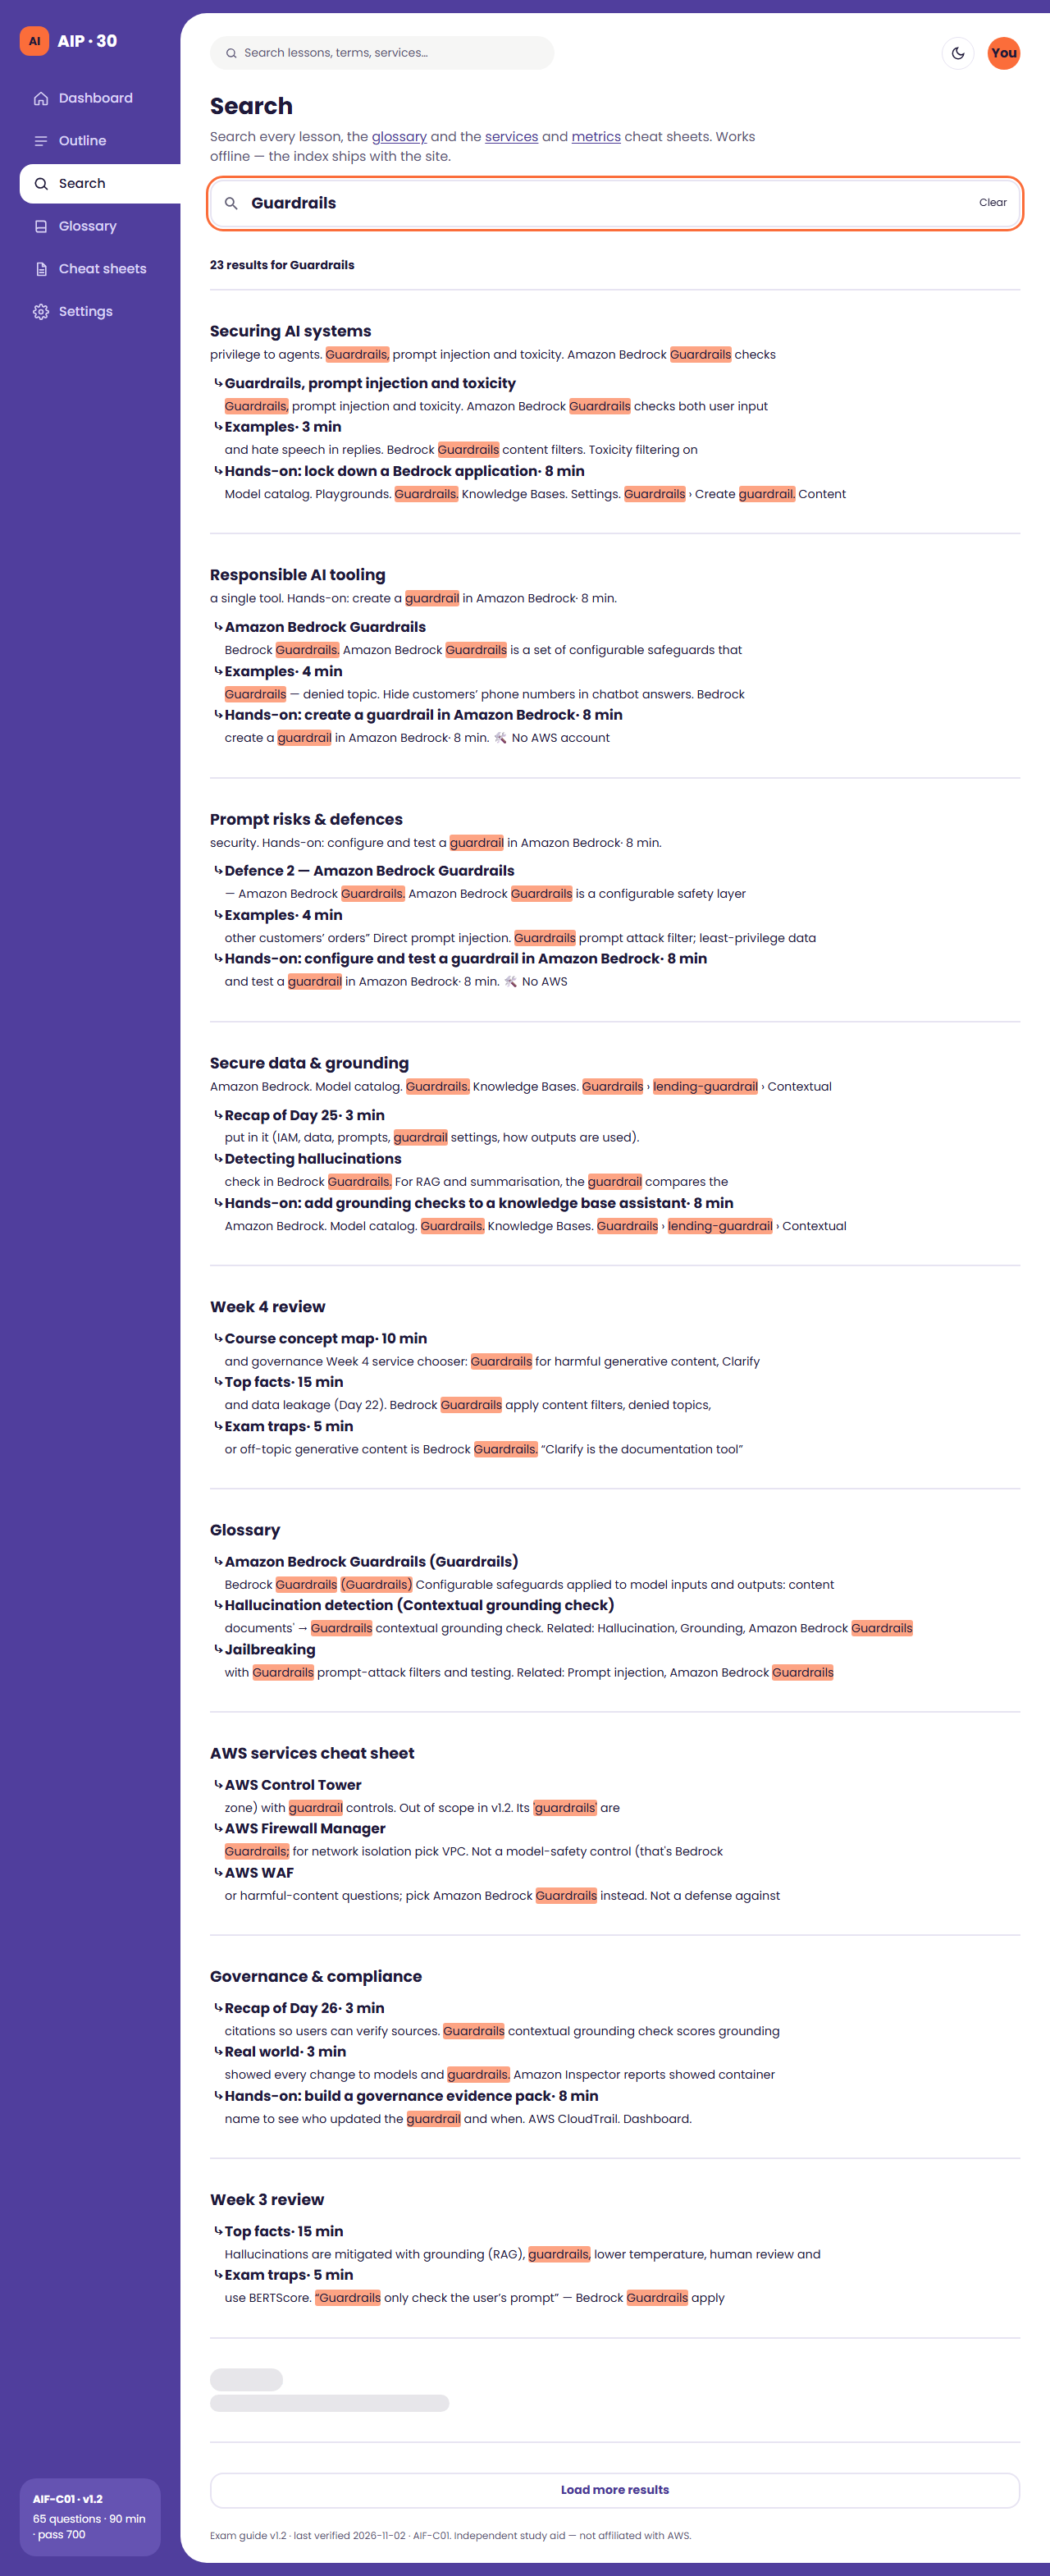 AI AIP · 30
Dashboard
Outline
Search
Glossary
Cheat sheets
Settings
AIF-C01 · v1.2
65 questions · 90 min
· pass 700
Search lessons, terms, services…
You
Search
Search every lesson, the glossary and the services and metrics cheat sheets. Works
offline — the index ships with the site.
Guardrails
Clear
23 results for Guardrails
Securing AI systems
privilege to agents. Guardrails, prompt injection and toxicity. Amazon Bedrock Guardrails checks
Guardrails, prompt injection and toxicity
Guardrails, prompt injection and toxicity. Amazon Bedrock Guardrails checks both user input
Examples· 3 min
and hate speech in replies. Bedrock Guardrails content filters. Toxicity filtering on
Hands-on: lock down a Bedrock application· 8 min
Model catalog. Playgrounds. Guardrails. Knowledge Bases. Settings. Guardrails › Create guardrail. Content
Responsible AI tooling
a single tool. Hands-on: create a guardrail in Amazon Bedrock· 8 min.
Amazon Bedrock Guardrails
Bedrock Guardrails. Amazon Bedrock Guardrails is a set of configurable safeguards that
Examples· 4 min
Guardrails — denied topic. Hide customers’ phone numbers in chatbot answers. Bedrock
Hands-on: create a guardrail in Amazon Bedrock· 8 min
create a guardrail in Amazon Bedrock· 8 min. 🛠 No AWS account
Prompt risks & defences
security. Hands-on: configure and test a guardrail in Amazon Bedrock· 8 min.
Defence 2 — Amazon Bedrock Guardrails
— Amazon Bedrock Guardrails. Amazon Bedrock Guardrails is a configurable safety layer
Examples· 4 min
other customers’ orders” Direct prompt injection. Guardrails prompt attack filter; least-privilege data
Hands-on: configure and test a guardrail in Amazon Bedrock· 8 min
and test a guardrail in Amazon Bedrock· 8 min. 🛠 No AWS
Secure data & grounding
Amazon Bedrock. Model catalog. Guardrails. Knowledge Bases. Guardrails › lending-guardrail › Contextual
Recap of Day 25· 3 min
put in it (IAM, data, prompts, guardrail settings, how outputs are used).
Detecting hallucinations
check in Bedrock Guardrails. For RAG and summarisation, the guardrail compares the
Hands-on: add grounding checks to a knowledge base assistant· 8 min
Amazon Bedrock. Model catalog. Guardrails. Knowledge Bases. Guardrails › lending-guardrail › Contextual
Week 4 review
Course concept map· 10 min
and governance Week 4 service chooser: Guardrails for harmful generative content, Clarify
Top facts· 15 min
and data leakage (Day 22). Bedrock Guardrails apply content filters, denied topics,
Exam traps· 5 min
or off-topic generative content is Bedrock Guardrails. “Clarify is the documentation tool”
Glossary
Amazon Bedrock Guardrails (Guardrails)
Bedrock Guardrails (Guardrails) Configurable safeguards applied to model inputs and outputs: content
Hallucination detection (Contextual grounding check)
documents' → Guardrails contextual grounding check. Related: Hallucination, Grounding, Amazon Bedrock Guardrails
Jailbreaking
with Guardrails prompt-attack filters and testing. Related: Prompt injection, Amazon Bedrock Guardrails
AWS services cheat sheet
AWS Control Tower
zone) with guardrail controls. Out of scope in v1.2. Its 'guardrails' are
AWS Firewall Manager
Guardrails; for network isolation pick VPC. Not a model-safety control (that's Bedrock
AWS WAF
or harmful-content questions; pick Amazon Bedrock Guardrails instead. Not a defense against
Governance & compliance
Recap of Day 26· 3 min
citations so users can verify sources. Guardrails contextual grounding check scores grounding
Real world· 3 min
showed every change to models and guardrails. Amazon Inspector reports showed container
Hands-on: build a governance evidence pack· 8 min
name to see who updated the guardrail and when. AWS CloudTrail. Dashboard.
Week 3 review
Top facts· 15 min
Hallucinations are mitigated with grounding (RAG), guardrails, lower temperature, human review and
Exam traps· 5 min
use BERTScore. “Guardrails only check the user’s prompt” — Bedrock Guardrails apply
Load more results
Exam guide v1.2 · last verified 2026-11-02 · AIF-C01. Independent study aid — not affiliated with AWS.